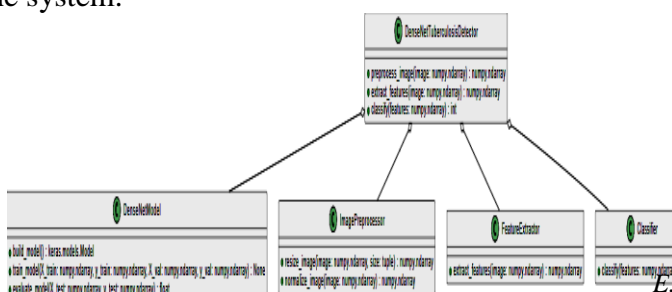 the system.
C DenseNetTuberculosisDetector
preprocess_image(image: numpy.ndarray) : numpy.ndarray
extract_features(image: numpy.ndarray) : numpy.ndarray
classify(features: numpy.ndarray) : int
C DenseNetModel
build_model() : keras.models.Model
train_model(X_train: numpy.ndarray, y_train: numpy.ndarray, X_val: numpy.ndarray, y_val: numpy.ndarray) : None
evaluate_model(X_test: numpy.ndarray, y_test: numpy.ndarray) : float
C ImagePreprocessor
resize_image(image: numpy.ndarray, size: tuple) : numpy.ndarray
normalize_image(image: numpy.ndarray) : numpy.ndarray
C FeatureExtractor
extract_features(image: numpy.ndarray) : numpy.ndarray
C Classifier
classify(features: numpy.ndarray)